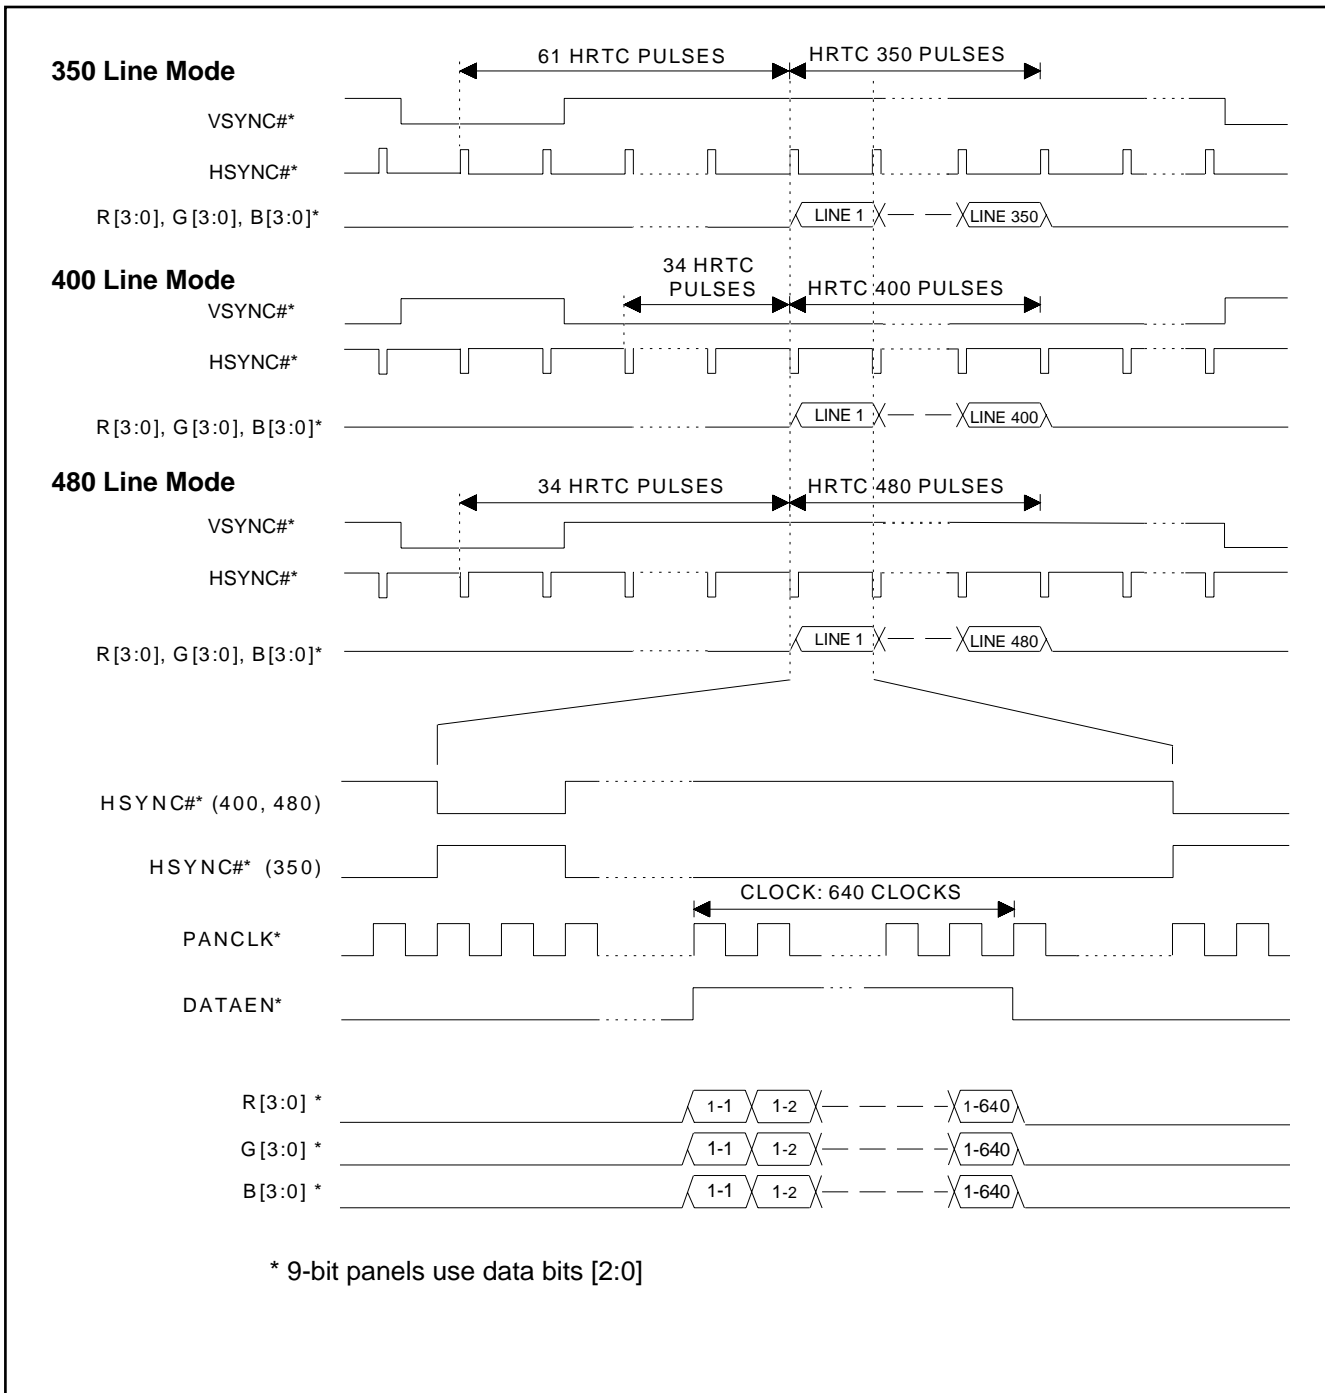 350 Line Mode
61 HRTC PULSES
HRTC 350 PULSES
VSYNC#*
HSYNC#*
R[3:0], G[3:0], B[3:0]*
LINE 1
LINE 350
400 Line Mode
34 HRTC
PULSES
HRTC 400 PULSES
VSYNC#*
HSYNC#*
R[3:0], G[3:0], B[3:0]*
LINE 1
LINE 400
480 Line Mode
34 HRTC PULSES
HRTC 480 PULSES
VSYNC#*
HSYNC#*
R[3:0], G[3:0], B[3:0]*
LINE 1
LINE 480
HSYNC#* (400, 480)
HSYNC#* (350)
CLOCK: 640 CLOCKS
PANCLK*
DATAEN*
R[3:0] *
1-1
1-2
1-640
G[3:0] *
1-1
1-2
1-640
B[3:0] *
1-1
1-2
1-640
* 9-bit panels use data bits [2:0]